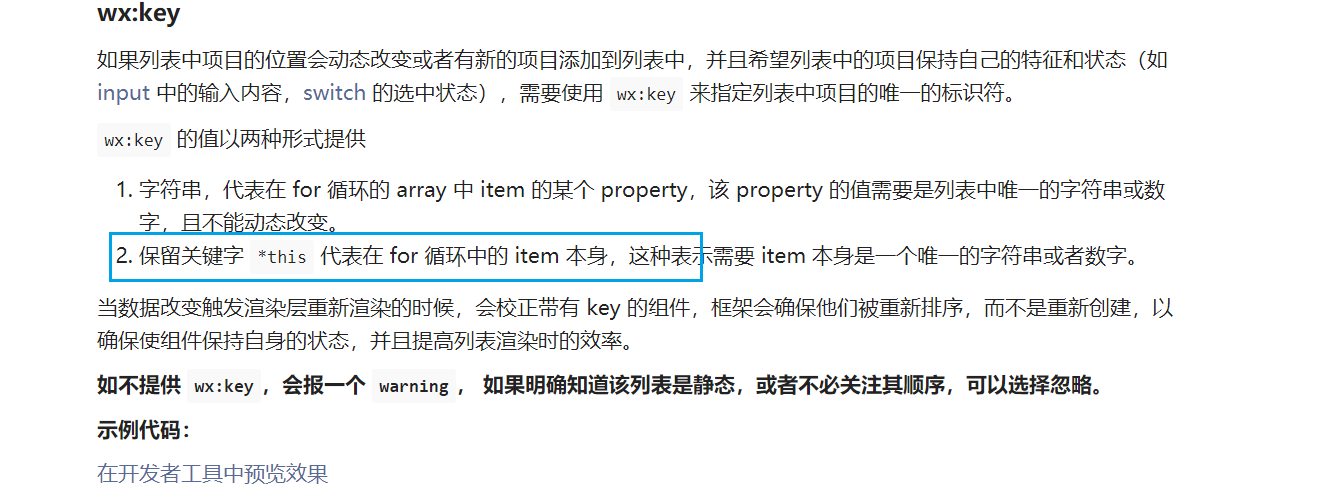 wx:key
如果列表中项目的位置会动态改变或者有新的项目添加到列表中，并且希望列表中的项目保持自己的特征和状态（如
input 中的输入内容，switch 的选中状态），需要使用 wx:key 来指定列表中项目的唯一的标识符。
wx:key 的值以两种形式提供
1. 字符串，代表在 for 循环的 array 中 item 的某个 property，该 property 的值需要是列表中唯一的字符串或数
字，且不能动态改变。
2. 保留关键字 *this 代表在 for 循环中的 item 本身，这种表示需要 item 本身是一个唯一的字符串或者数字。
当数据改变触发渲染层重新渲染的时候，会校正带有 key 的组件，框架会确保他们被重新排序，而不是重新创建，以
确保使组件保持自身的状态，并且提高列表渲染时的效率。
如不提供 wx:key，会报一个 warning， 如果明确知道该列表是静态，或者不必关注其顺序，可以选择忽略。
示例代码：
在开发者工具中预览效果